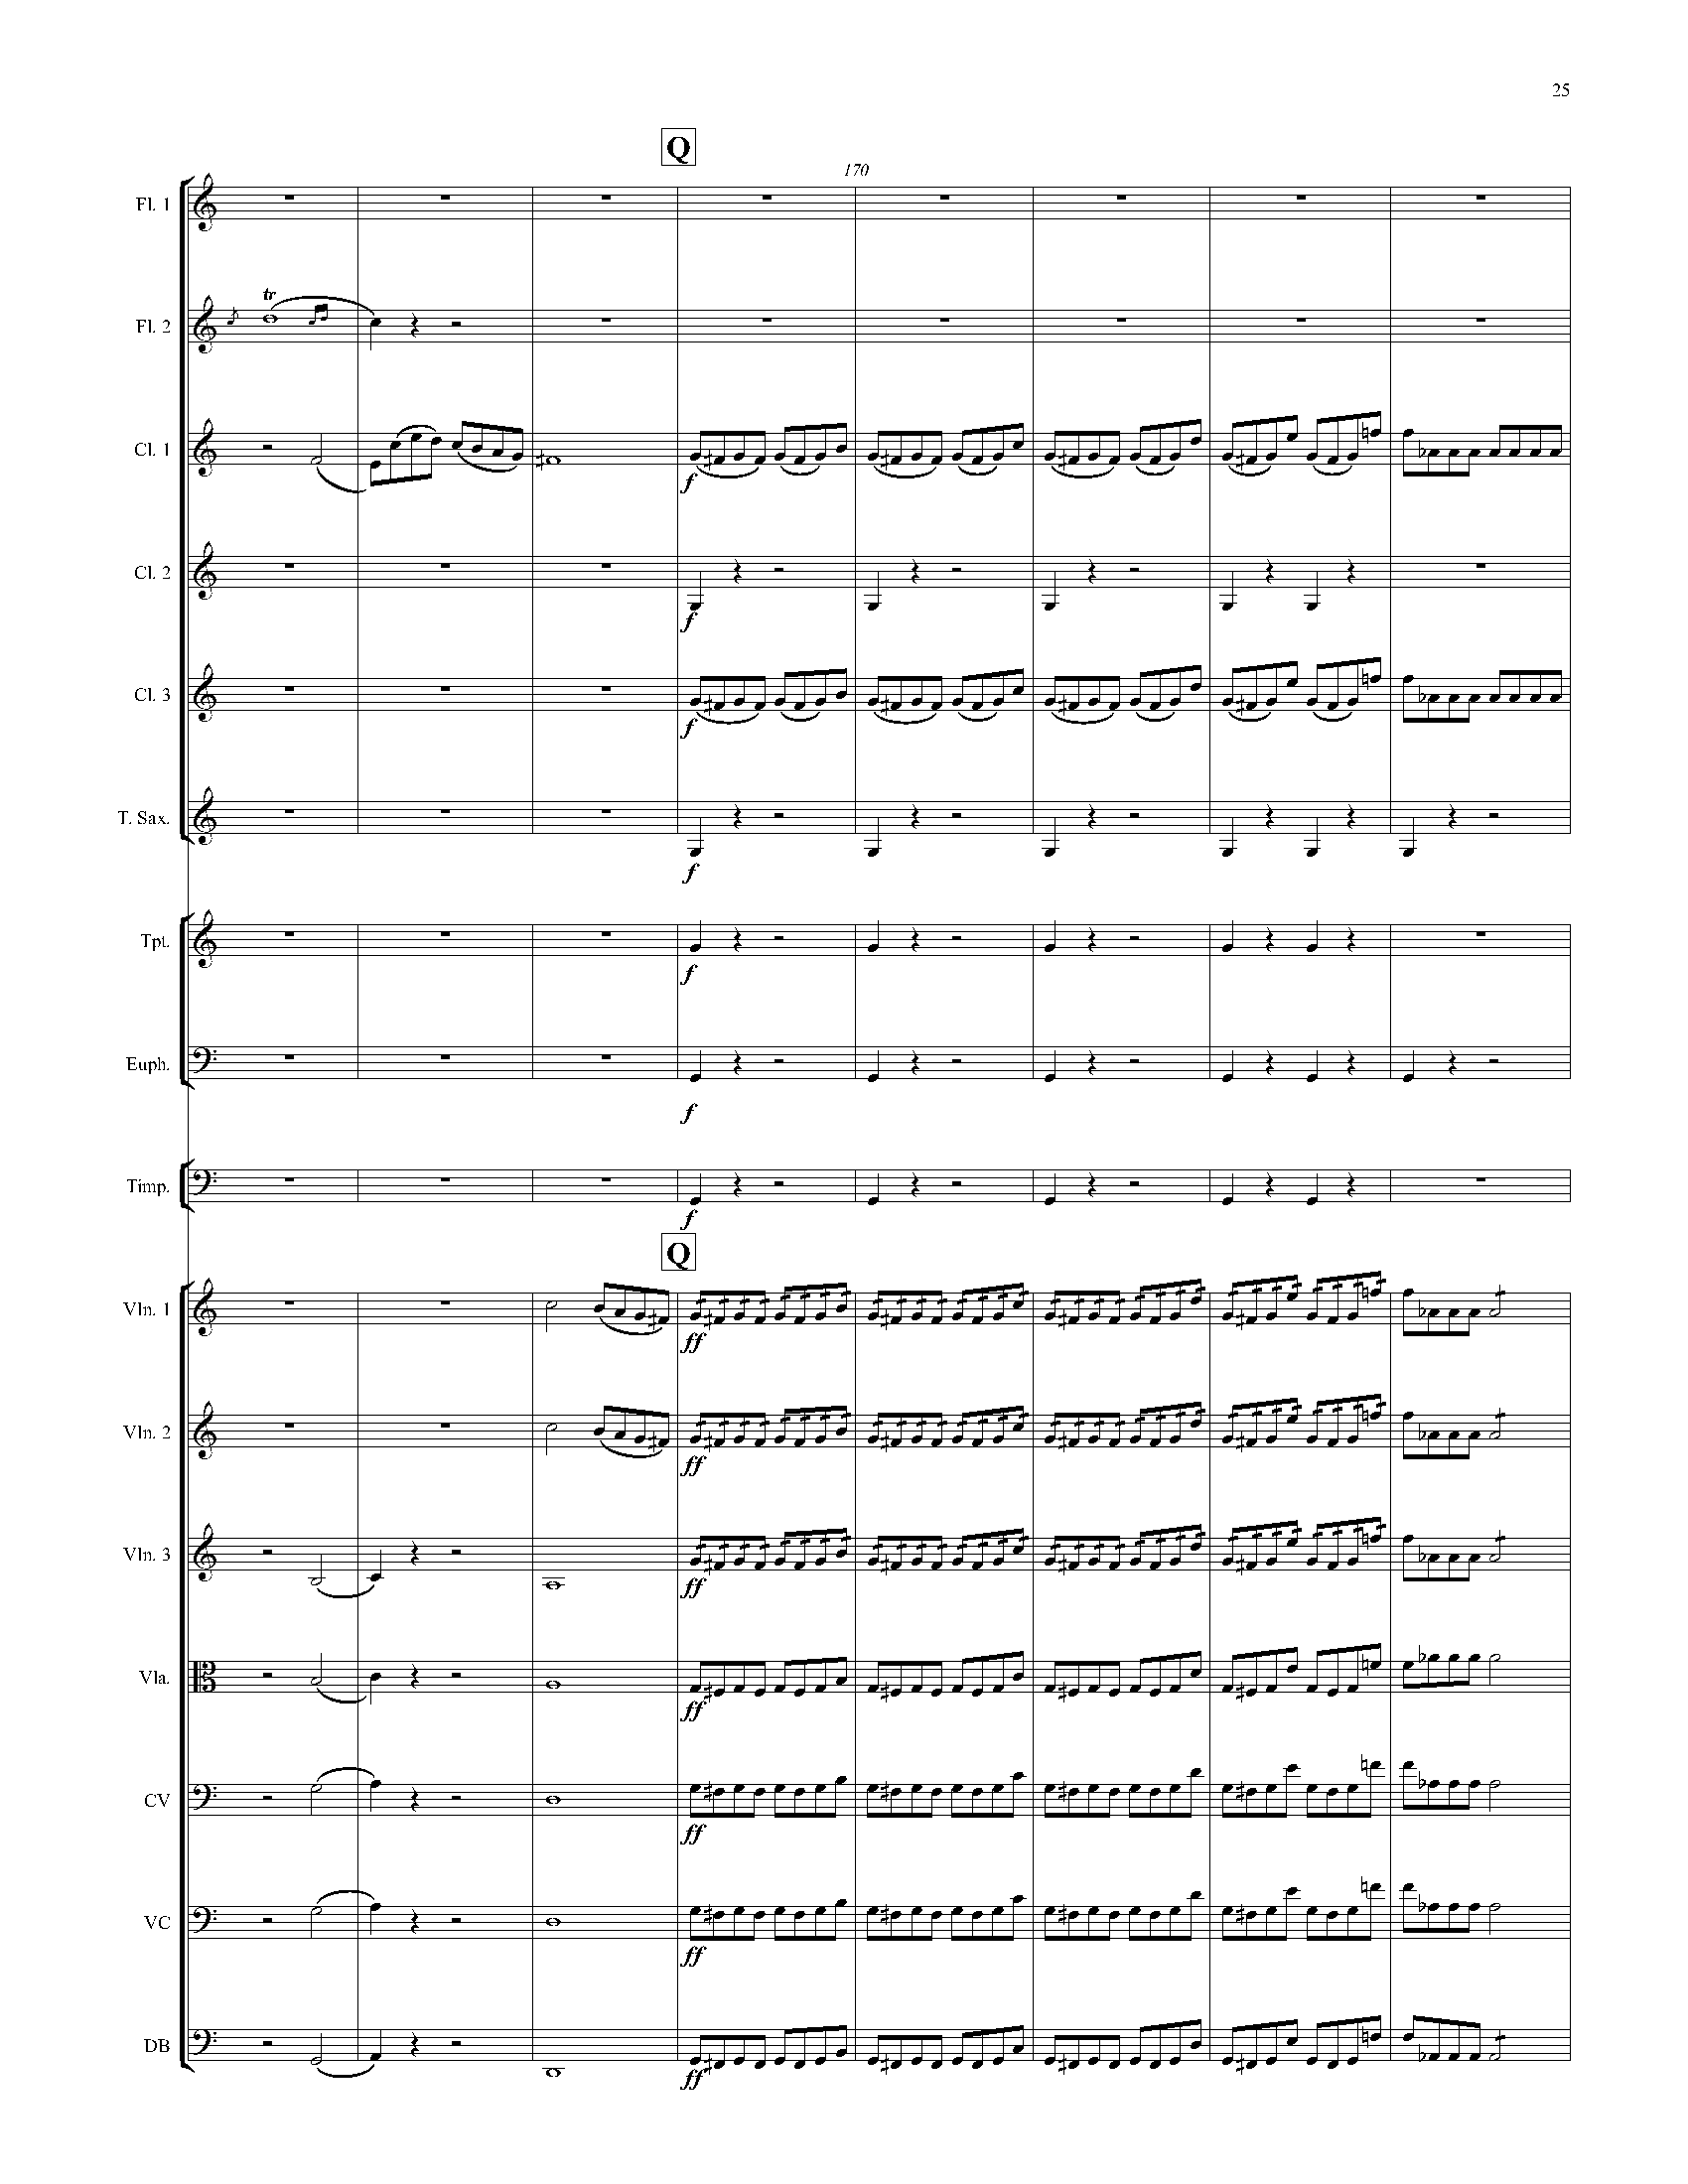 25
Q
170
Fl. 1
tr
Fl. 2
Cl. 1
f
Cl. 2
f
Cl. 3
f
T. Sax.
f
Tpt.
f
Euph.
f
Timp.
f
Q
Vln. 1
ff
Vln. 2
ff
Vln. 3
ff
Vla.
ff
CV
ff
VC
ff
DB
ff